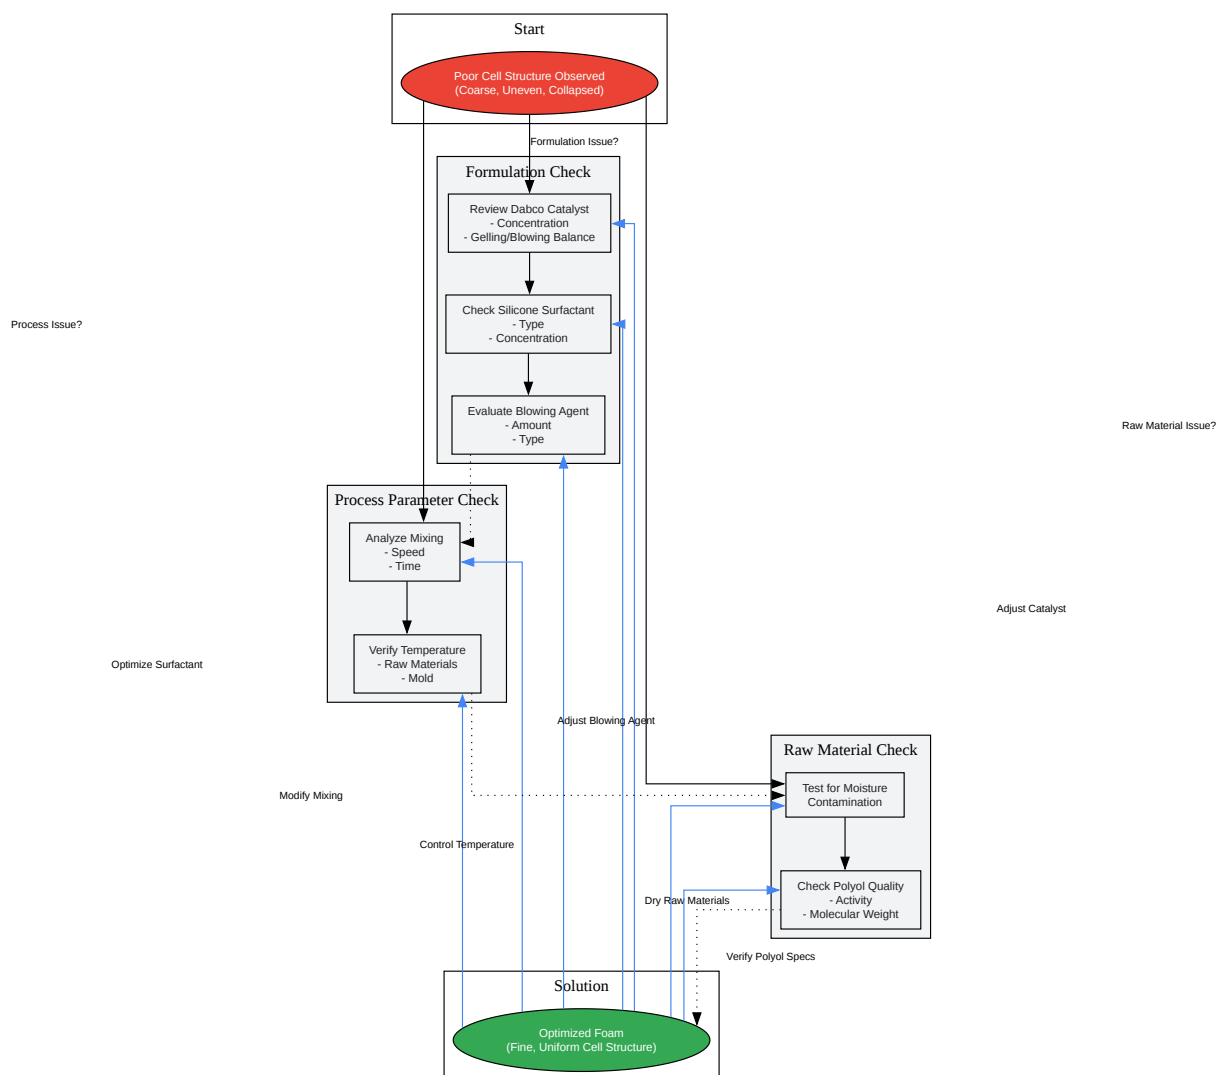 Start
Poor Cell Structure Observed
(Coarse, Uneven, Collapsed)
Formulation Issue?
Formulation Check
Review Dabco Catalyst
- Concentration
- Gelling/Blowing Balance
Check Silicone Surfactant
- Type
- Concentration
Process Issue?
Evaluate Blowing Agent
- Amount
- Type
Raw Material Issue?
Process Parameter Check
Analyze Mixing
- Speed
- Time
Adjust Catalyst
Verify Temperature
- Raw Materials
- Mold
Optimize Surfactant
Adjust Blowing Agent
Raw Material Check
Test for Moisture
Contamination
Modify Mixing
Control Temperature
Check Polyol Quality
- Activity
- Molecular Weight
Dry Raw Materials
Verify Polyol Specs
Solution
Optimized Foam
(Fine, Uniform Cell Structure)